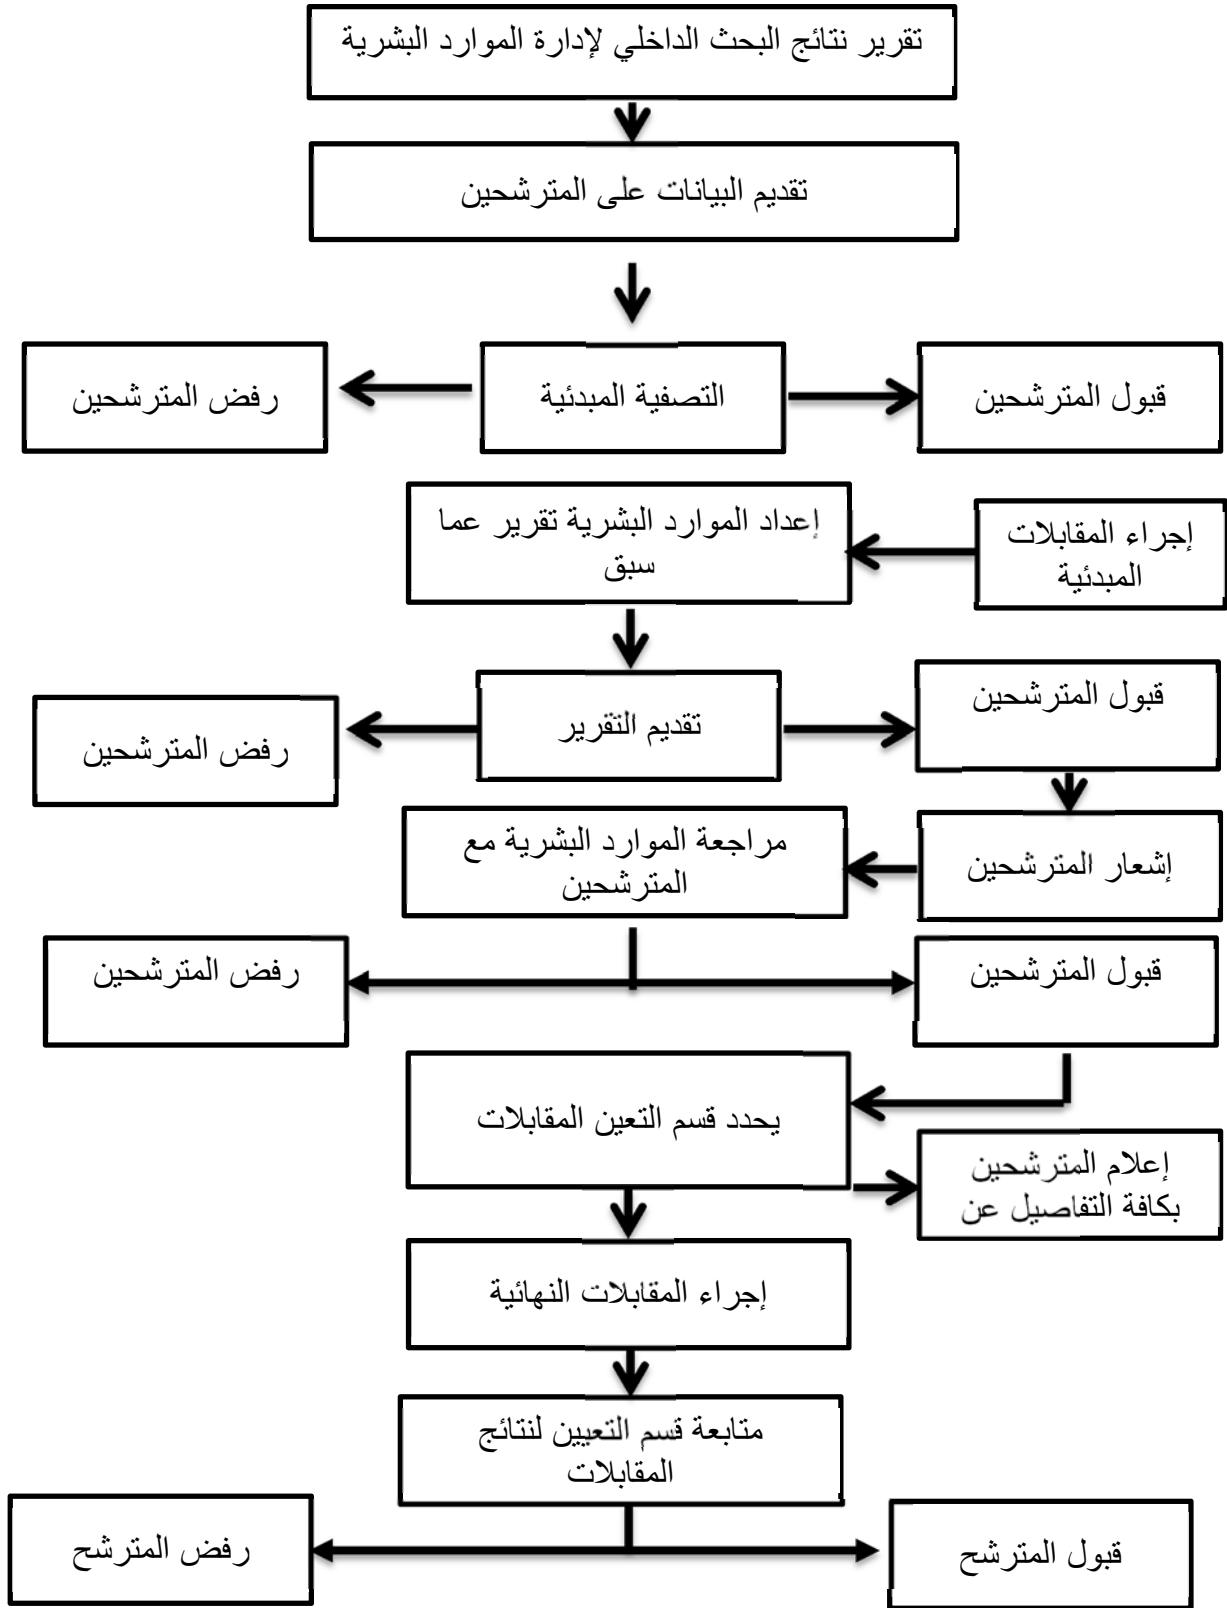 تقرير نتائج البحث الداخلي لإدارة الموارد البشرية
تقديم البيانات على المترشحين
قبول المترشحين
التصفية المبدئية
رفض المترشحين
إجراء المقابلات
المبدئية
إعداد الموارد البشرية تقرير عما
سبق
قبول المترشحين
تقديم التقرير
رفض المترشحين
إشعار المترشحين
مراجعة الموارد البشرية مع
المترشحين
قبول المترشحين
رفض المترشحين
يحدد قسم التعين المقابلات
إعلام المترشحين
بكافة التفاصيل عن
إجراء المقابلات النهائية
متابعة قسم التعيين لنتائج
المقابلات
قبول المترشح
رفض المترشح